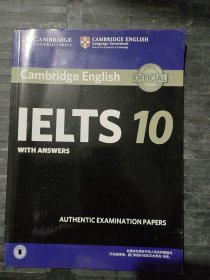 CAMBRIDGE
UNIVERSITY PRESS
CAMBRIDGE ENGLISH
Language Assessment
Cambridge English
OFFICIAL
IELTS 10
WITH ANSWERS
AUTHENTIC EXAMINATION PAPERS